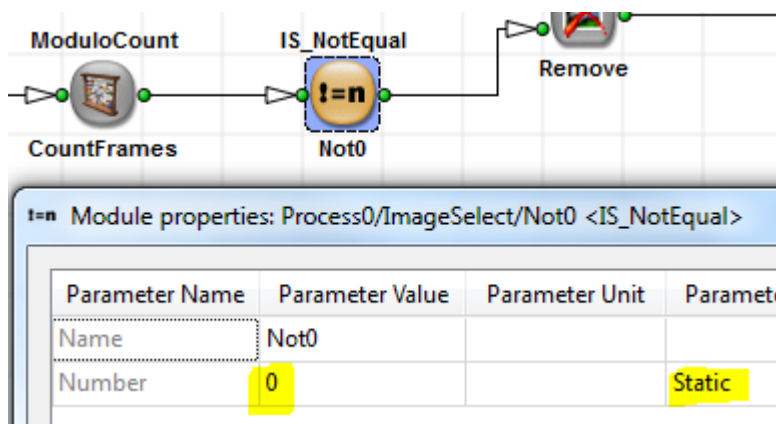 ModuloCount IS_NotEqual
!=n
Remove
CountFrames Not0
!=n Module properties: Process0/ImageSelect/Not0 <IS_NotEqual>
Parameter Name Parameter Value Parameter Unit Paramet
Name Not0
Number 0 Static